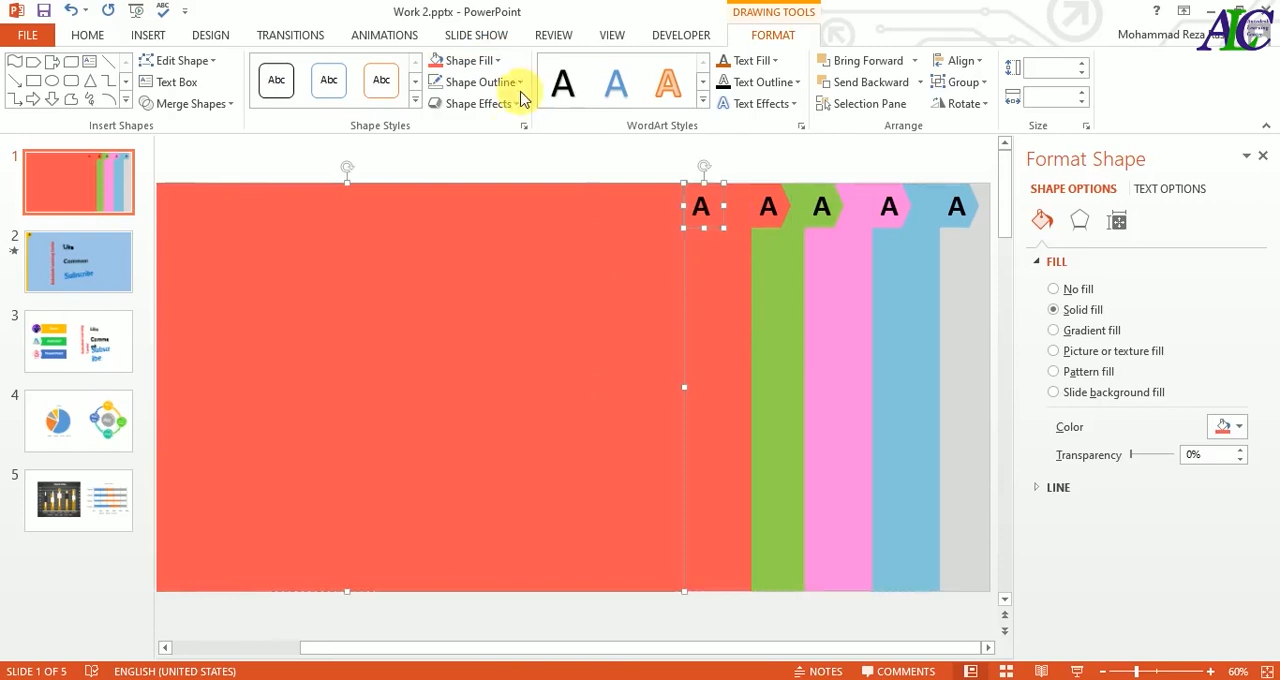 ABC
Work 2.pptx - PowerPoint
DRAWING TOOLS
?
FILE
HOME
INSERT
DESIGN
TRANSITIONS
ANIMATIONS
SLIDE SHOW
REVIEW
VIEW
DEVELOPER
FORMAT
Mohammad Reza
ALC
Edit Shape
Text Box
Merge Shapes
Insert Shapes
Abc
Abc
Abc
Shape Fill
Shape Outline
Shape Effects
Shape Styles
A
A
A
Text Fill
Text Outline
Text Effects
WordArt Styles
Bring Forward
Send Backward
Selection Pane
Align
Group
Rotate
Arrange
Size
1
2
Like
Common
Subscribe
3
4
5
A
A
A
A
A
Format Shape
SHAPE OPTIONS
TEXT OPTIONS
FILL
No fill
Solid fill
Gradient fill
Picture or texture fill
Pattern fill
Slide background fill
Color
Transparency
0%
LINE
SLIDE 1 OF 5
ENGLISH (UNITED STATES)
NOTES
COMMENTS
60%